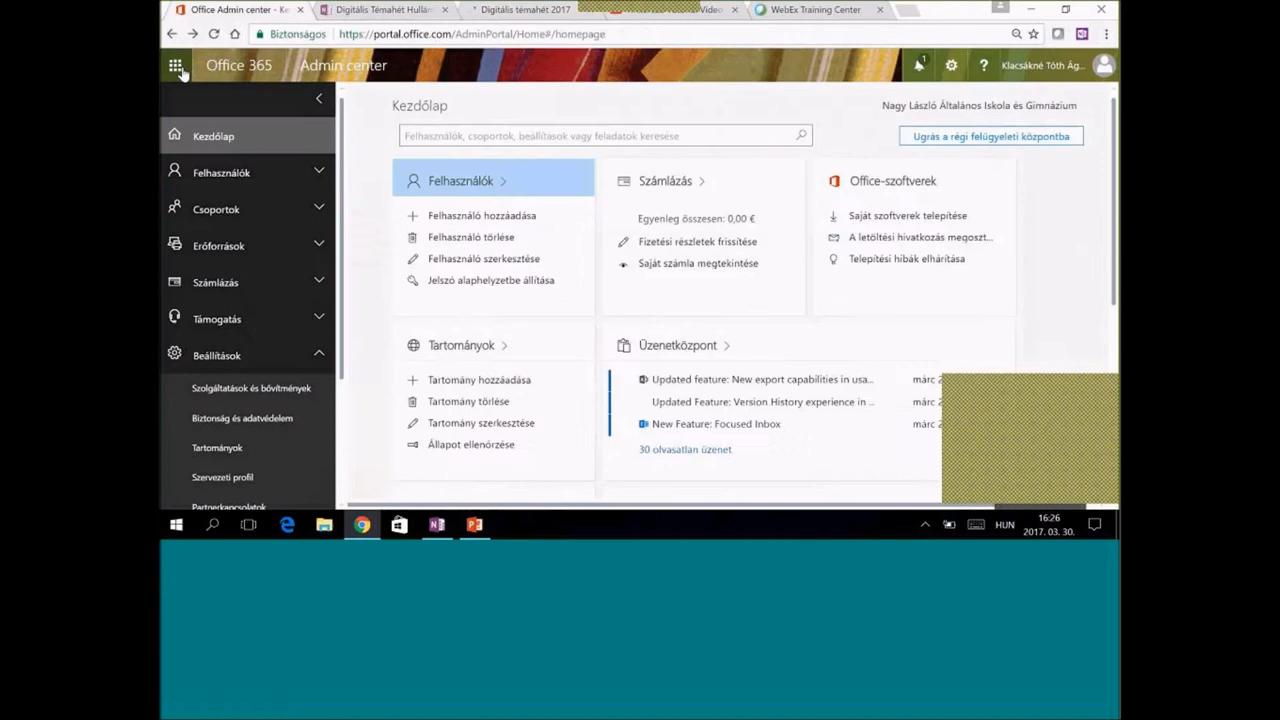 Office Admin center - Ke
Digitális Témahét Hullám
Digitális témahét 2017
Video
WebEx Training Center
Biztonságos
https://portal.office.com/AdminPortal/Home#/homepage
Office 365
Admin center
1
Klacsákné Tóth Ág...
Kezdőlap
Nagy László Általános Iskola és Gimnázium
Kezdőlap
Felhasználók, csoportok, beállítások vagy feladatok keresése
Ugrás a régi felügyeleti központba
Felhasználók
Csoportok
Erőforrások
Számlázás
Támogatás
Beállítások
Szolgáltatások és bővítmények
Biztonság és adatvédelem
Tartományok
Szervezeti profil
Partnerkapcsolatok
Felhasználók
Felhasználó hozzáadása
Felhasználó törlése
Felhasználó szerkesztése
Jelszó alaphelyzetbe állítása
Számlázás
Egyenleg összesen: 0,00 €
Fizetési részletek frissítése
Saját számla megtekintése
Office-szoftverek
Saját szoftverek telepítése
A letöltési hivatkozás megoszt...
Telepítési hibák elhárítása
Tartományok
Tartomány hozzáadása
Tartomány törlése
Tartomány szerkesztése
Állapot ellenőrzése
Üzenetközpont
Updated feature: New export capabilities in usa... márc 2
Updated Feature: Version History experience in ... márc 2
New Feature: Focused Inbox márc 2
30 olvasatlan üzenet
HUN
16:26
2017. 03. 30.